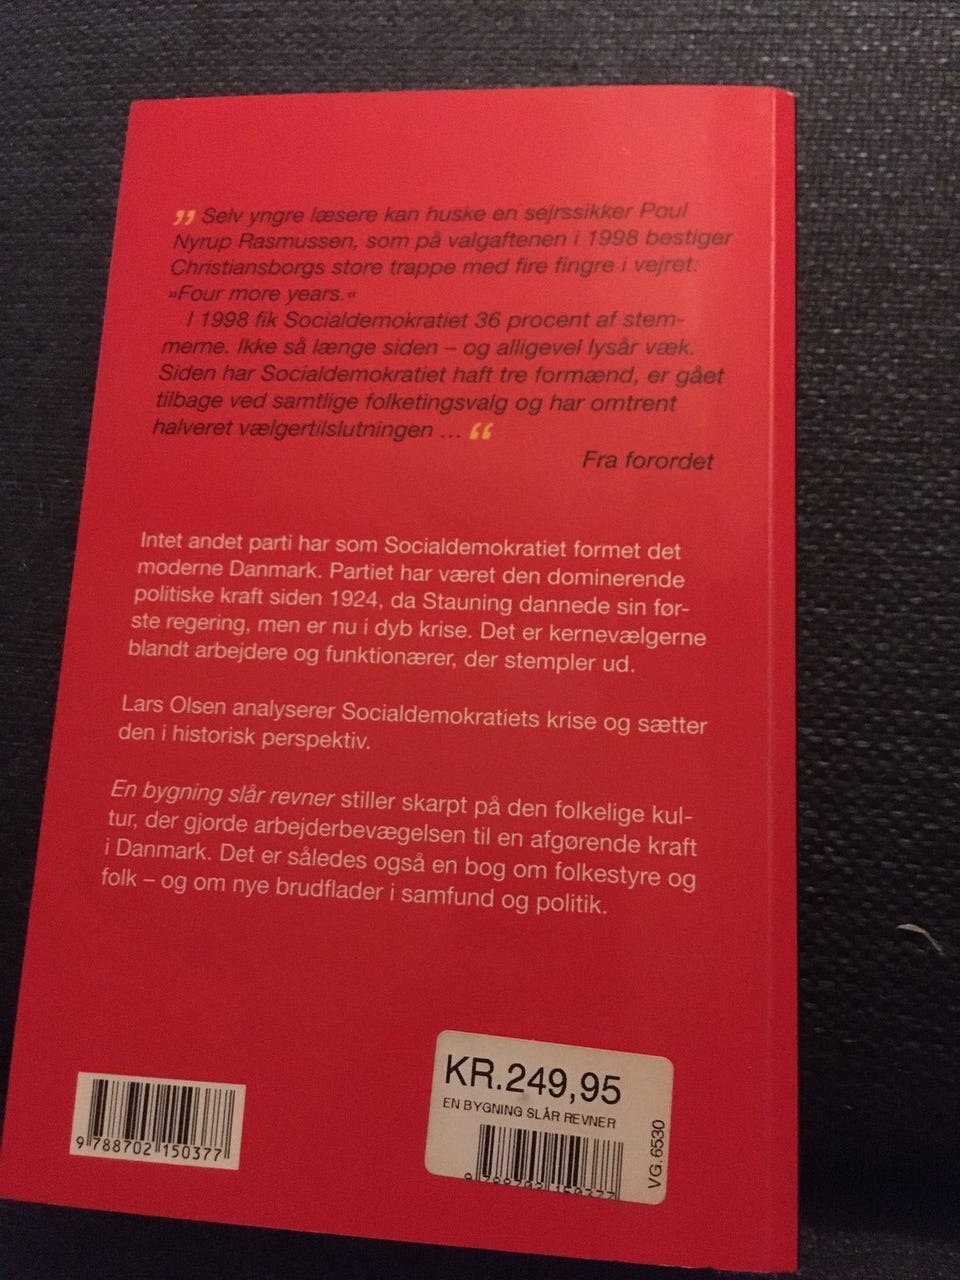 „ Selv yngre læsere kan huske en sejrssikker Poul
Nyrup Rasmussen, som på valgaftenen i 1998 bestiger
Christiansborgs store trappe med fire fingre i vejret:
»Four more years.«
I 1998 fik Socialdemokratiet 36 procent af stem-
merne. Ikke så længe siden – og alligevel lysår væk.
Siden har Socialdemokratiet haft tre formænd, er gået
tilbage ved samtlige folketingsvalg og har omtrent
halveret vælgertilslutningen ... “
Fra forordet
Intet andet parti har som Socialdemokratiet formet det
moderne Danmark. Partiet har været den dominerende
politiske kraft siden 1924, da Stauning dannede sin før-
ste regering, men er nu i dyb krise. Det er kernevælgerne
blandt arbejdere og funktionærer, der stempler ud.
Lars Olsen analyserer Socialdemokratiets krise og sætter
den i historisk perspektiv.
En bygning slår revner stiller skarpt på den folkelige kul-
tur, der gjorde arbejderbevægelsen til en afgørende kraft
i Danmark. Det er således også en bog om folkestyre og
folk – og om nye brudflader i samfund og politik.
9 788702 150377
KR.249,95
EN BYGNING SLÅR REVNER
9 788702 150377
VG.6530